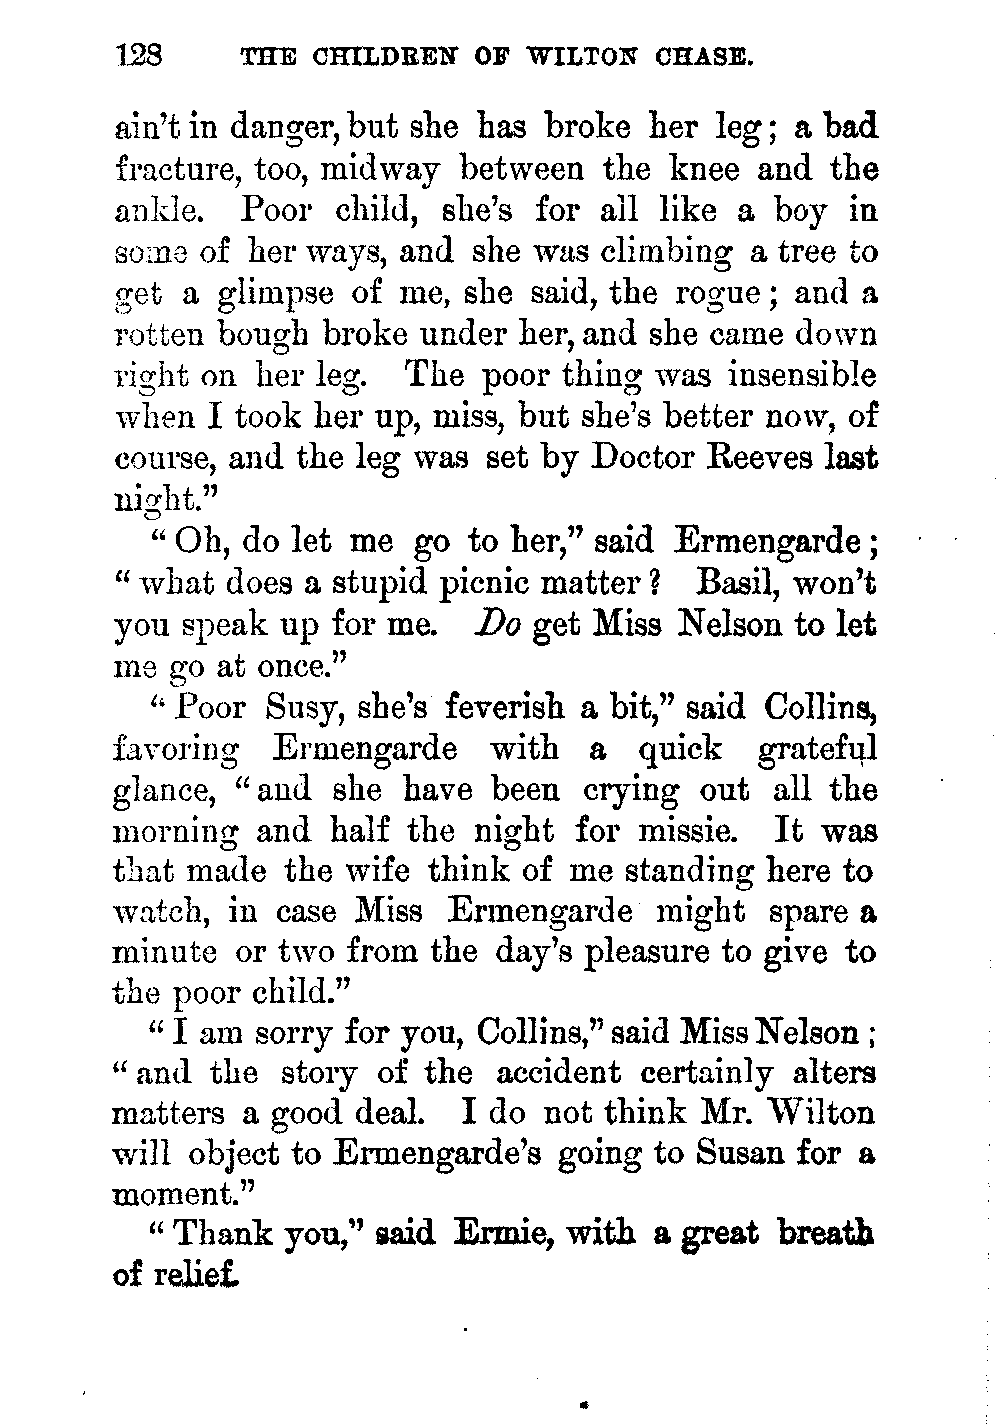 128 THE CHILDREN OF WILTON CHASE.
ain't in danger, but she has broke her leg; a bad
fracture, too, midway between the knee and the
ankle. Poor child, she's for all like a boy in
some of her ways, and she was climbing a tree to
get a glimpse of me, she said, the rogue; and a
rotten bough broke under her, and she came down
right on her leg. The poor thing was insensible
when I took her up, miss, but she's better now, of
course, and the leg was set by Doctor Reeves last
night."
"Oh, do let me go to her," said Ermengarde;
"what does a stupid picnic matter? Basil, won't
you speak up for me. Do get Miss Nelson to let
me go at once."
"Poor Susy, she's feverish a bit," said Collins,
favoring Ermengarde with a quick grateful
glance, "and she have been crying out all the
morning and half the night for missie. It was
that made the wife think of me standing here to
watch, in case Miss Ermengarde might spare a
minute or two from the day's pleasure to give to
the poor child."
"I am sorry for you, Collins," said Miss Nelson;
"and the story of the accident certainly alters
matters a good deal. I do not think Mr. Wilton
will object to Ermengarde's going to Susan for a
moment."
"Thank you," said Ermie, with a great breath
of relief.